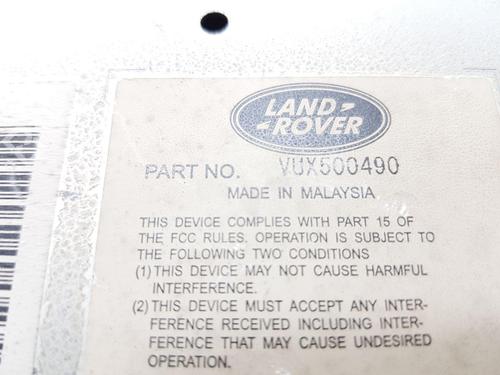 LAND-
-ROVER
PART NO. VUX500490
MADE IN MALAYSIA
THIS DEVICE COMPLIES WITH PART 15 OF
THE FCC RULES. OPERATION IS SUBJECT TO
THE FOLLOWING TWO CONDITIONS
(1) THIS DEVICE MAY NOT CAUSE HARMFUL
INTERFERENCE.
(2) THIS DEVICE MUST ACCEPT ANY INTER-
FERENCE RECEIVED INCLUDING INTER-
FERENCE THAT MAY CAUSE UNDESIRED
OPERATION.